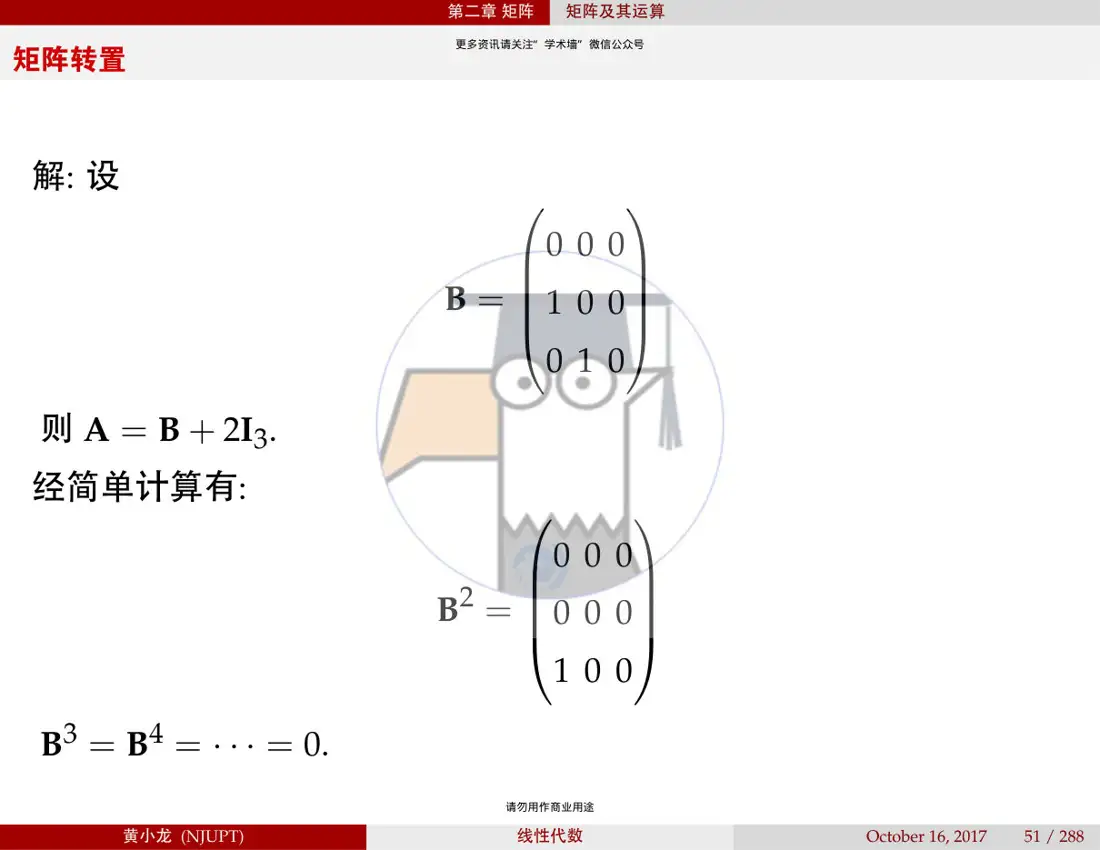 第二章 矩阵 矩阵及其运算
更多资讯请关注“学术墙”微信公众号
矩阵转置
解: 设
0 0 0
B = 1 0 0
0 1 0
则 A = B + 2I₃.
经简单计算有:
0 0 0
B² = 0 0 0
1 0 0
B³ = B⁴ = · · · = 0.
请勿用作商业用途
黄小龙 (NJUPT) 线性代数 October 16, 2017 51 / 288